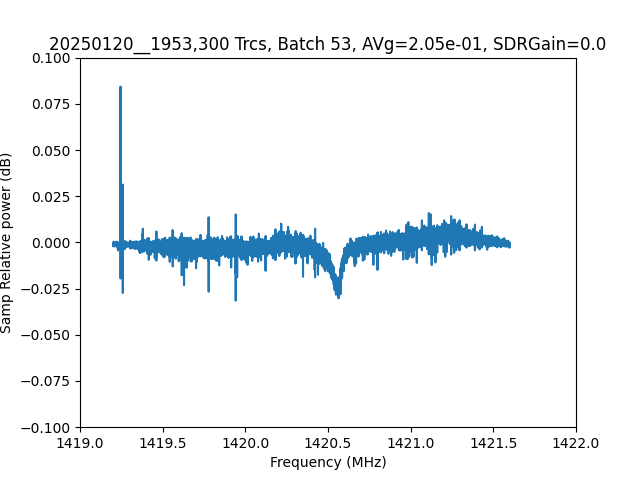 20250120__1953,300 Trcs, Batch 53, AVg=2.05e-01, SDRGain=0.0
0.100
0.075
0.050
0.025
0.000
−0.025
−0.050
−0.075
−0.100
Samp Relative power (dB)
1419.0 1419.5 1420.0 1420.5 1421.0 1421.5 1422.0
Frequency (MHz)